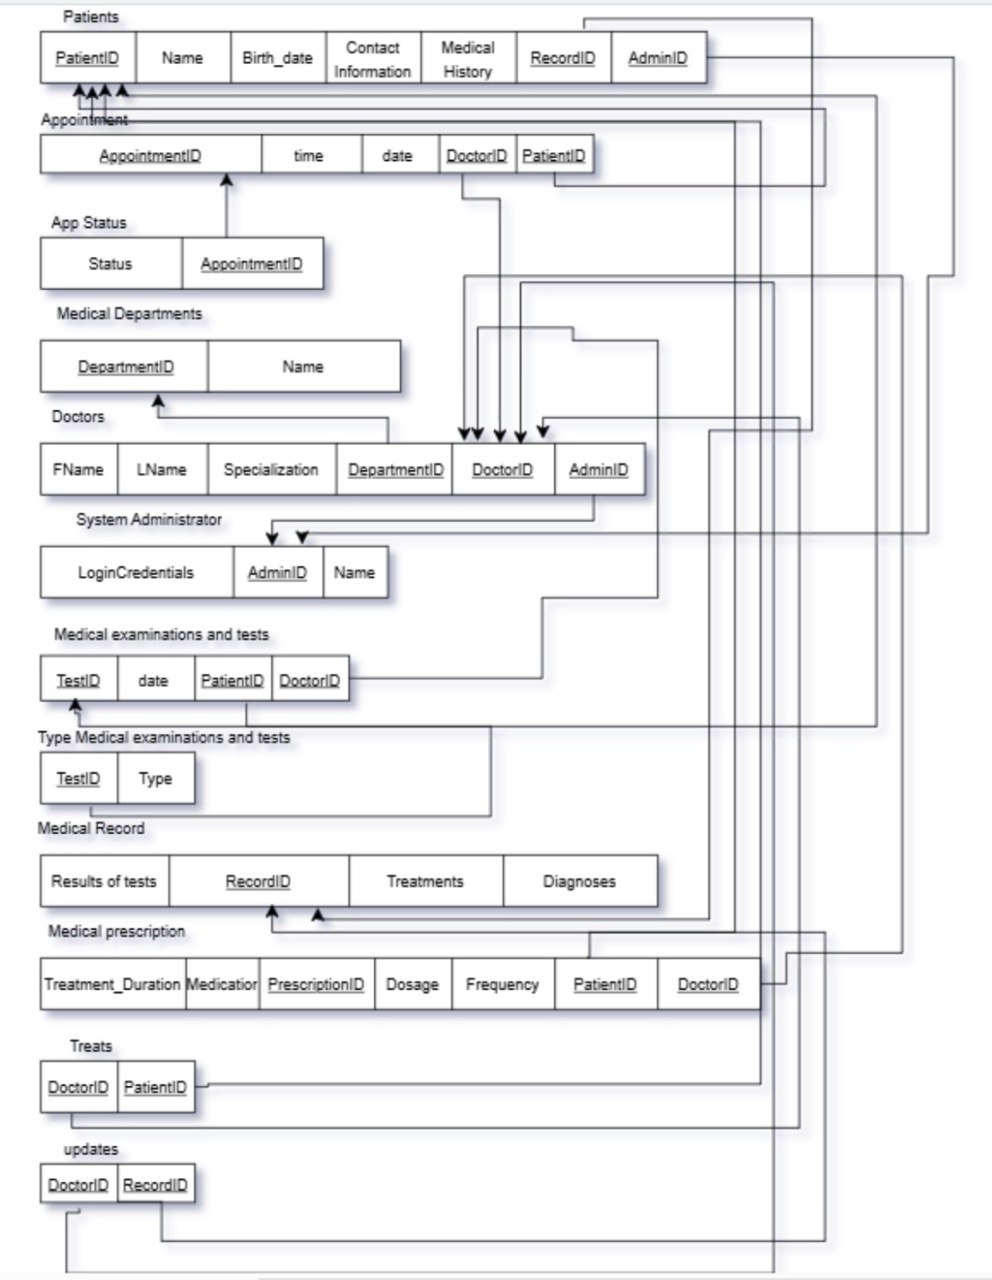 Patients
PatientID Name Birth_date Contact Information Medical History RecordID AdminID
Appointment
AppointmentID time date DoctorID PatientID
App Status
Status AppointmentID
Medical Departments
DepartmentID Name
Doctors
FName LName Specialization DepartmentID DoctorID AdminID
System Administrator
LoginCredentials AdminID Name
Medical examinations and tests
TestID date PatientID DoctorID
Type Medical examinations and tests
TestID Type
Medical Record
Results of tests RecordID Treatments Diagnoses
Medical prescription
Treatment_Duration Medication PrescriptionID Dosage Frequency PatientID DoctorID
Treats
DoctorID PatientID
updates
DoctorID RecordID